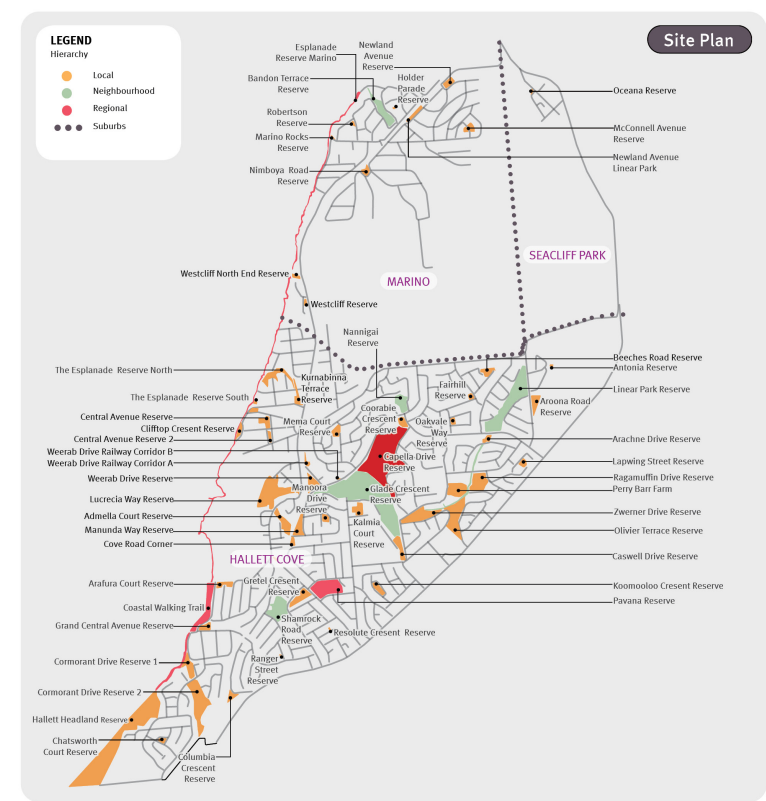 Site Plan
LEGEND
Hierarchy
Local
Neighbourhood
Regional
Suburbs
Esplanade
Reserve Marino
Newland
Avenue
Reserve
Bandon Terrace
Reserve
Holder
Parade
Reserve
Robertson
Reserve
Marino Rocks
Reserve
Nimboya Road
Reserve
Oceana Reserve
McConnell Avenue
Reserve
Newland Avenue
Linear Park
SEACLIFF PARK
MARINO
Westcliff North End Reserve
Westcliff Reserve
Nannigai
Reserve
The Esplanade Reserve North
Kurnabinna
Terrace
Reserve
The Esplanade Reserve South
Central Avenue Reserve
Clifftop Cresent Reserve
Central Avenue Reserve 2
Mema Court
Reserve
Coorabie
Crescent
Reserve
Fairhill
Reserve
Oakvale
Way
Reserve
Beeches Road Reserve
Antonia Reserve
Linear Park Reserve
Aroona Road
Reserve
Arachne Drive Reserve
Weerab Drive Railway Corridor B
Weerab Drive Railway Corridor A
Weerab Drive Reserve
Capella Drive
Reserve
Lapwing Street Reserve
Ragamuffin Drive Reserve
Perry Barr Farm
Manoora
Drive
Reserve
Glade Crescent
Reserve
Lucrecia Way Reserve
Admella Court Reserve
Manunda Way Reserve
Cove Road Corner
Kalmia
Court
Reserve
Zwerner Drive Reserve
Olivier Terrace Reserve
Caswell Drive Reserve
HALLETT COVE
Arafura Court Reserve
Gretel Cresent
Reserve
Koomooloo Cresent Reserve
Pavana Reserve
Coastal Walking Trail
Grand Central Avenue Reserve
Shamrock
Road
Reserve
Resolute Cresent Reserve
Ranger
Street
Reserve
Cormorant Drive Reserve 1
Cormorant Drive Reserve 2
Hallett Headland Reserve
Chatsworth
Court Reserve
Columbia
Crescent
Reserve